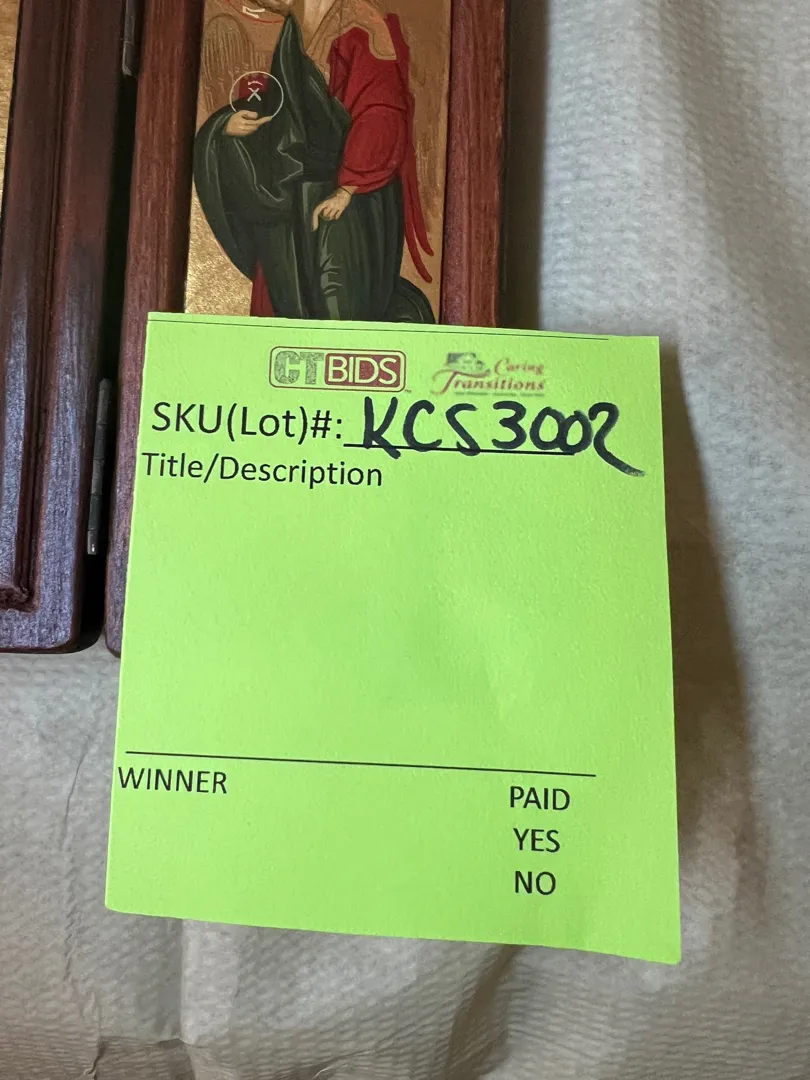 CTBIDS
Caring
Transitions
SKU(Lot)#: KCS3002
Title/Description
WINNER
PAID
YES
NO